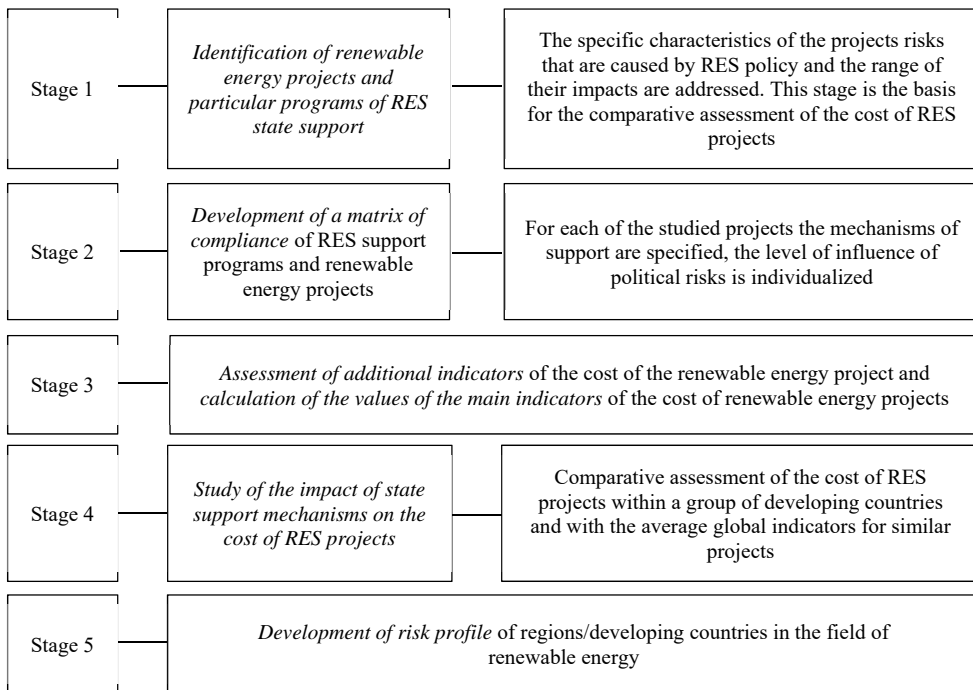 Stage 1
Identification of renewable
energy projects and
particular programs of RES
state support
The specific characteristics of the projects risks
that are caused by RES policy and the range of
their impacts are addressed. This stage is the basis
for the comparative assessment of the cost of RES
projects
Stage 2
Development of a matrix of
compliance of RES support
programs and renewable
energy projects
For each of the studied projects the mechanisms of
support are specified, the level of influence of
political risks is individualized
Stage 3
Assessment of additional indicators of the cost of the renewable energy project and
calculation of the values of the main indicators of the cost of renewable energy projects
Stage 4
Study of the impact of state
support mechanisms on the
cost of RES projects
Comparative assessment of the cost of RES
projects within a group of developing countries
and with the average global indicators for similar
projects
Stage 5
Development of risk profile of regions/developing countries in the field of
renewable energy